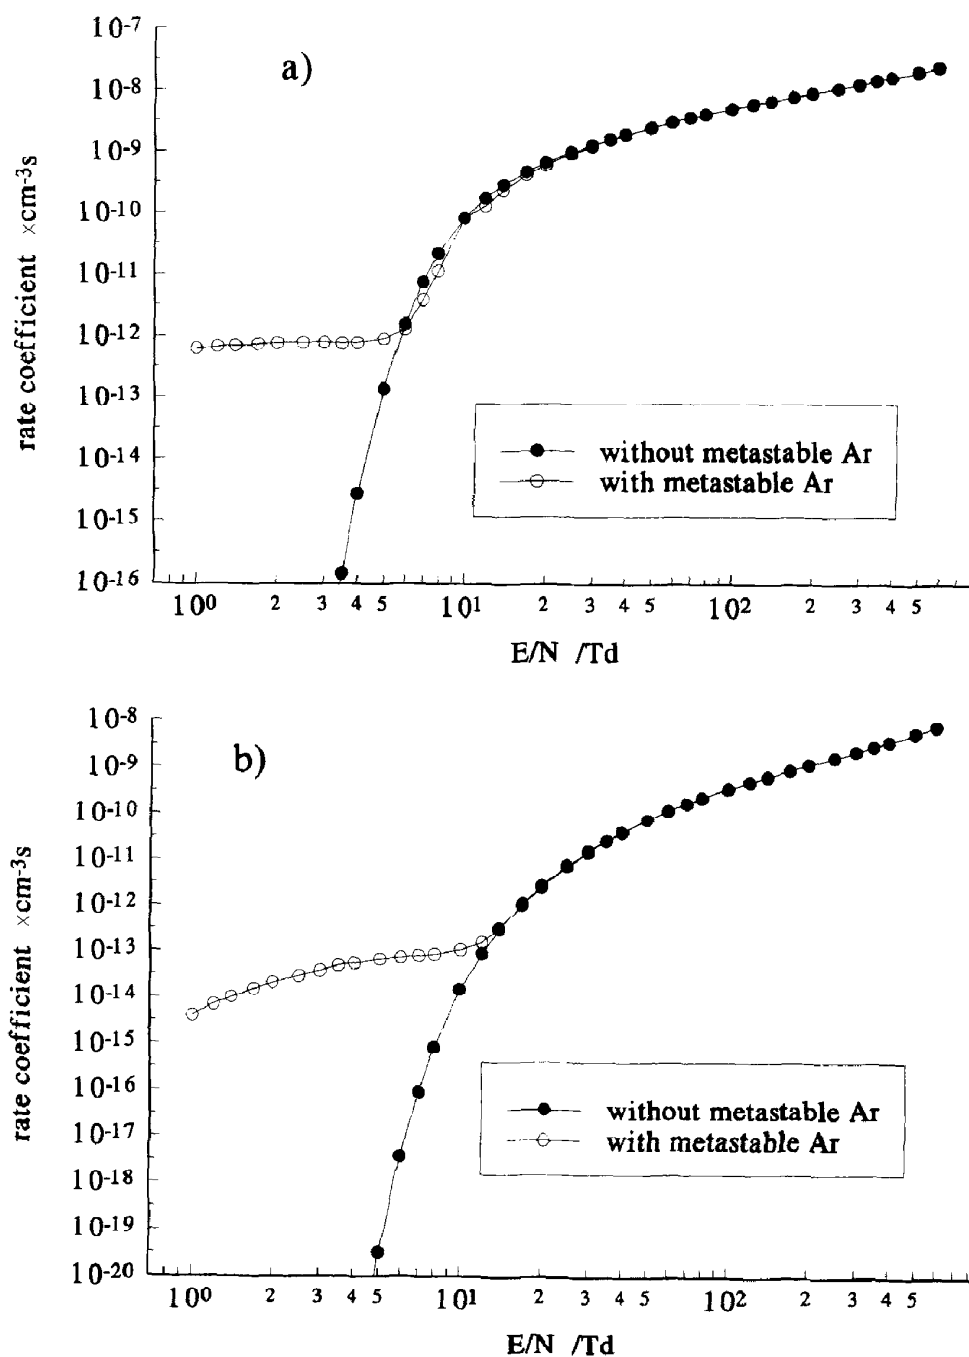 a)
10⁻⁷
10⁻⁸
10⁻⁹
10⁻¹⁰
10⁻¹¹
10⁻¹²
10⁻¹³
10⁻¹⁴
10⁻¹⁵
10⁻¹⁶
rate coefficient ×cm⁻³s
without metastable Ar
with metastable Ar
10⁰ 2 3 4 5 10¹ 2 3 4 5 10² 2 3 4 5
E/N /Td
b)
10⁻⁸
10⁻⁹
10⁻¹⁰
10⁻¹¹
10⁻¹²
10⁻¹³
10⁻¹⁴
10⁻¹⁵
10⁻¹⁶
10⁻¹⁷
10⁻¹⁸
10⁻¹⁹
10⁻²⁰
rate coefficient ×cm⁻³s
without metastable Ar
with metastable Ar
10⁰ 2 3 4 5 10¹ 2 3 4 5 10² 2 3 4 5
E/N /Td